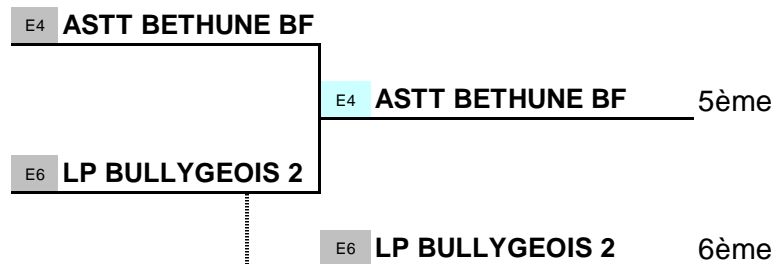 E4 ASTT BETHUNE BF
E4 ASTT BETHUNE BF 5ème
E6 LP BULLYGEOIS 2
E6 LP BULLYGEOIS 2 6ème